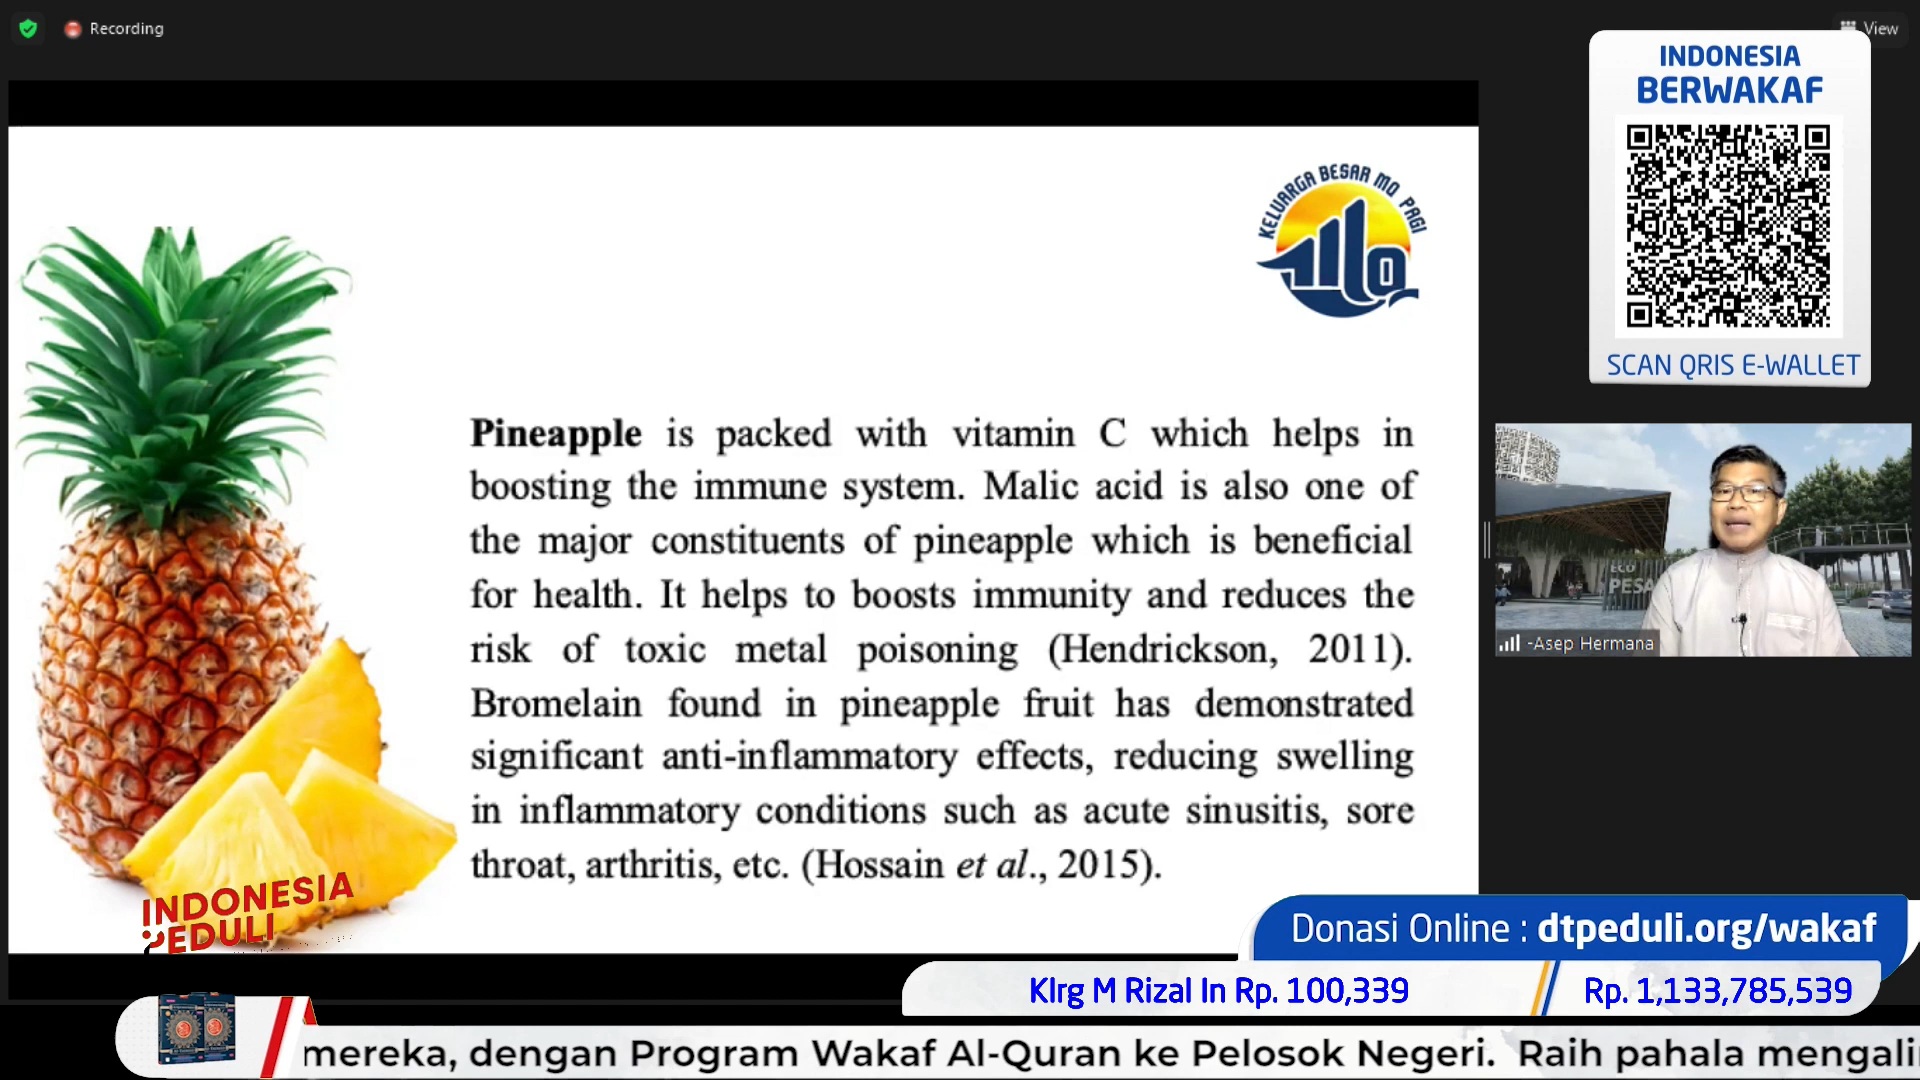 Recording
View
INDONESIA
BERWAKAF
SCAN QRIS E-WALLET
KELUARGA BESAR MQ PAGI
MQ
Pineapple is packed with vitamin C which helps in
boosting the immune system. Malic acid is also one of
the major constituents of pineapple which is beneficial
for health. It helps to boosts immunity and reduces the
risk of toxic metal poisoning (Hendrickson, 2011).
Bromelain found in pineapple fruit has demonstrated
significant anti-inflammatory effects, reducing swelling
in inflammatory conditions such as acute sinusitis, sore
throat, arthritis, etc. (Hossain et al., 2015).
ECO
PESA
-Asep Hermana
INDONESIA
PEDULI
Donasi Online : dtpeduli.org/wakaf
Klrg M Rizal In Rp. 100,339
Rp. 1,133,785,539
mereka, dengan Program Wakaf Al-Quran ke Pelosok Negeri. Raih pahala mengali